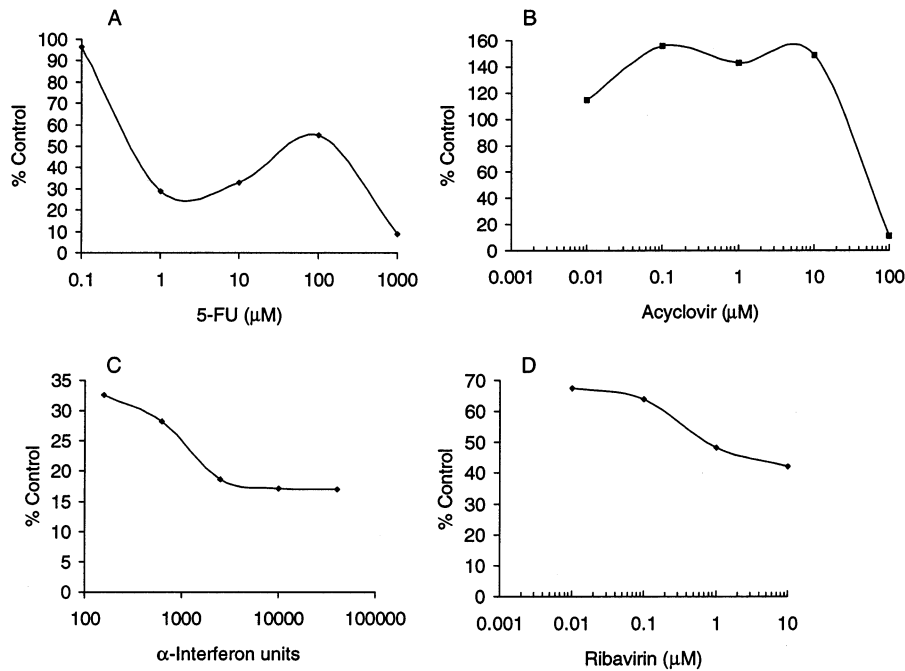 A
100
90
80
70
60
50
40
30
20
10
0
% Control
0.1 1 10 100 1000
5-FU (µM)
B
160
140
120
100
80
60
40
20
0
% Control
0.001 0.01 0.1 1 10 100
Acyclovir (µM)
C
35
30
25
20
15
10
5
0
% Control
100 1000 10000 100000
α-Interferon units
D
70
60
50
40
30
20
10
0
% Control
0.001 0.01 0.1 1 10
Ribavirin (µM)